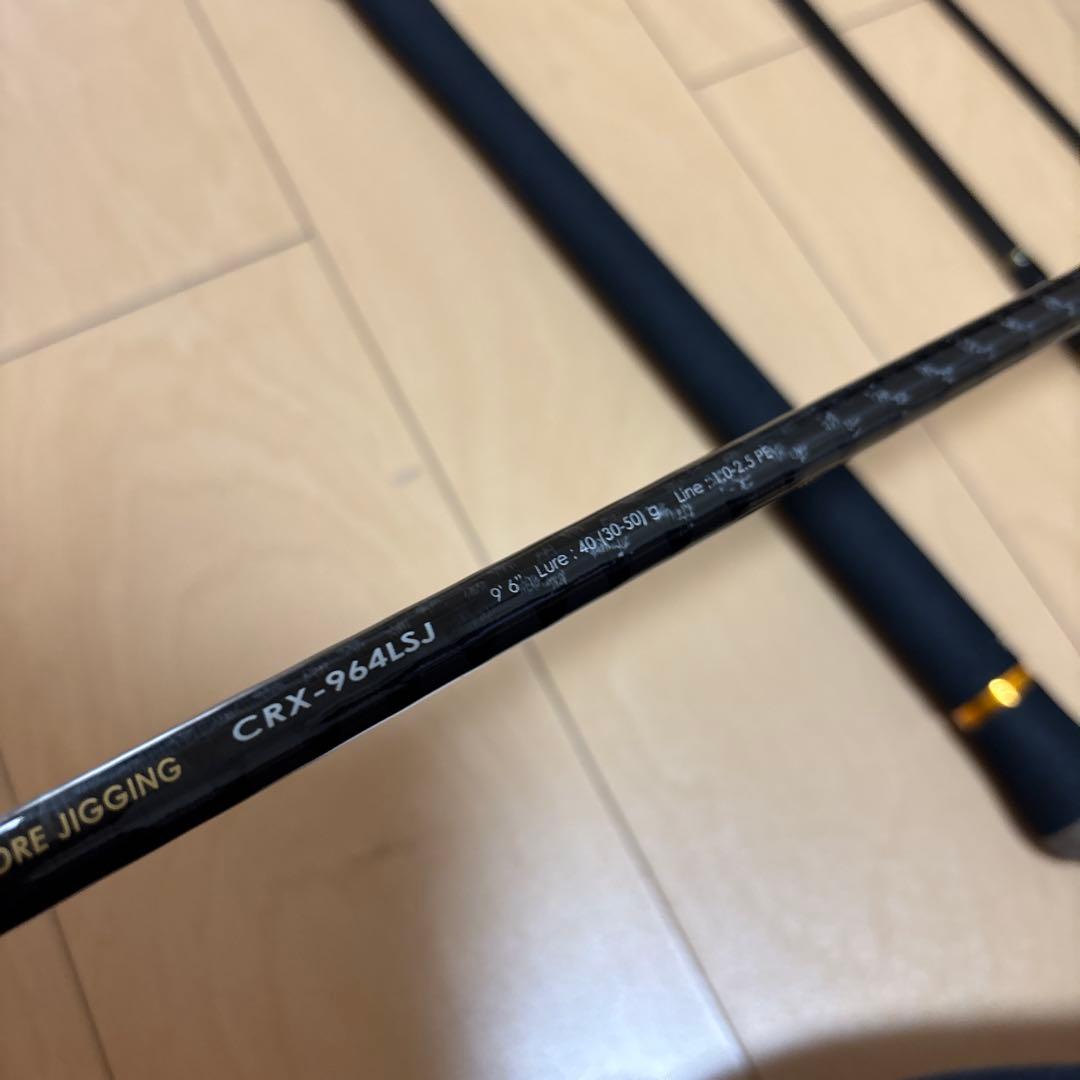 ORE JIGGING CRX-964LSJ 9' 6" Lure : 40 (30-50) g Line : 1.0-2.5 PE